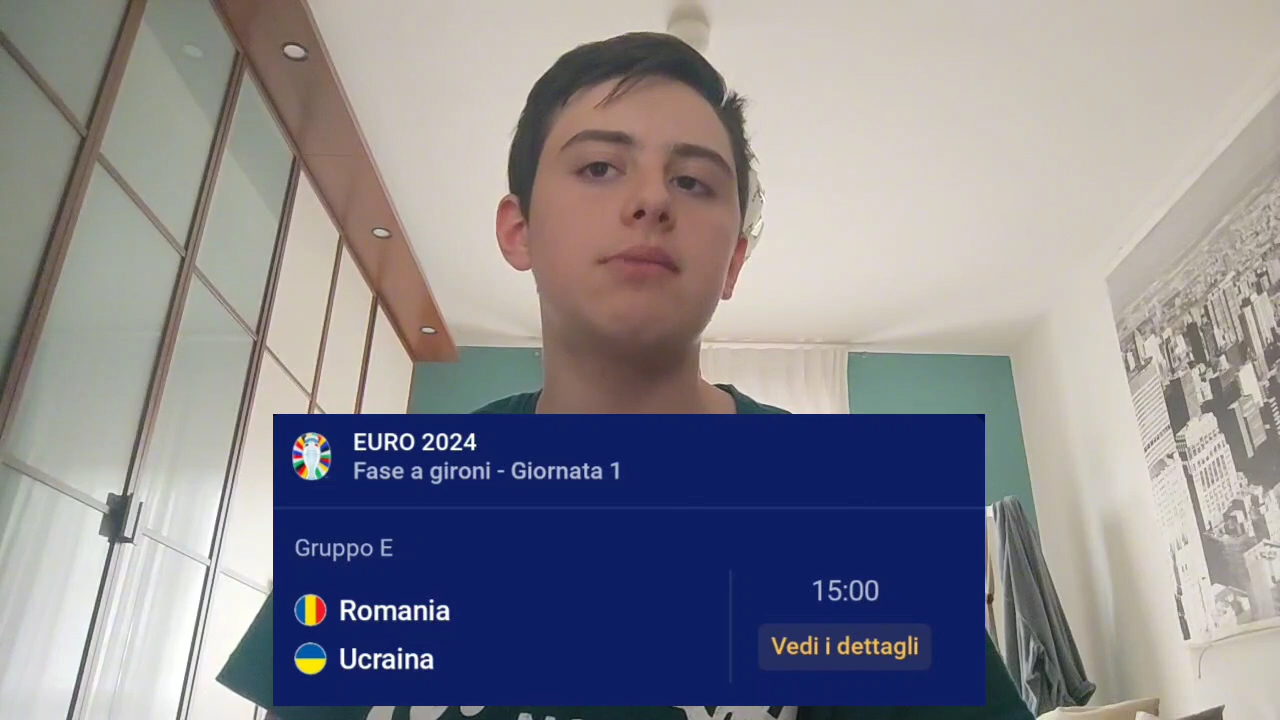 EURO 2024
Fase a gironi - Giornata 1
Gruppo E
Romania
15:00
Ucraina
Vedi i dettagli